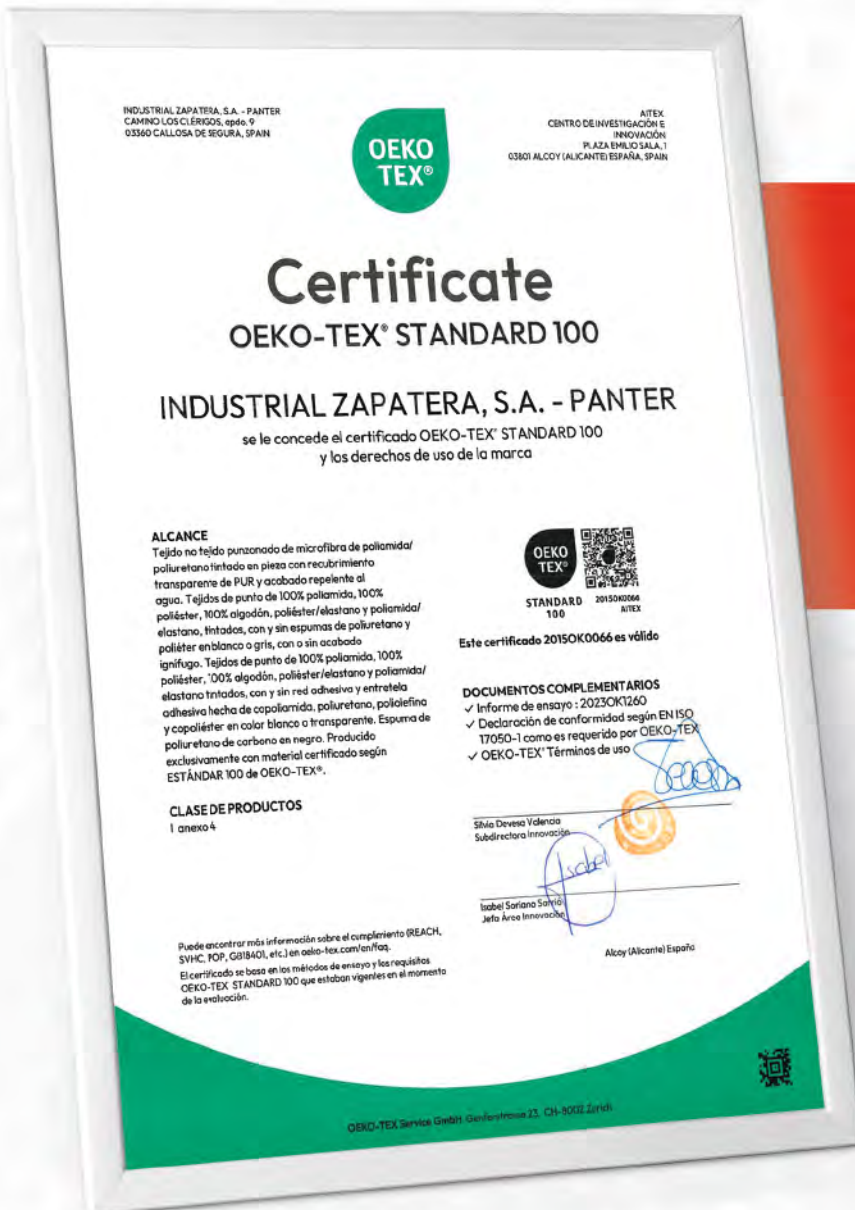 INDUSTRIAL ZAPATERA, S.A. - PANTER
CAMINO LOS CLÉRIGOS, apdo. 9
03360 CALLOSA DE SEGURA, SPAIN
OEKO
TEX®
AITEX
CENTRO DE INVESTIGACIÓN E
INNOVACIÓN
PLAZA EMILIO SALA, 1
03801 ALCOY (ALICANTE) ESPAÑA, SPAIN
Certificate
OEKO-TEX® STANDARD 100
INDUSTRIAL ZAPATERA, S.A. - PANTER
se le concede el certificado OEKO-TEX® STANDARD 100
y los derechos de uso de la marca
ALCANCE
Tejido no tejido punzonado de microfibra de poliamida/
poliuretano tintado en pieza con recubrimiento
transparente de PUR y acabado repelente al
agua. Tejidos de punto de 100% poliamida, 100%
poliéster, 100% algodón, poliéster/elastano y poliamida/
elastano, tintados, con y sin espumas de poliuretano y
poliéter en blanco o gris, con o sin acabado
ignífugo. Tejidos de punto de 100% poliamida, 100%
poliéster, 100% algodón, poliéster/elastano y poliamida/
elastano tintados, con y sin red adhesiva y entretela
adhesiva hecha de copoliamida, poliuretano, poliolefina
y copoliéster en color blanco o transparente. Espuma de
poliuretano de carbono en negro. Producido
exclusivamente con material certificado según
ESTÁNDAR 100 de OEKO-TEX®.
CLASE DE PRODUCTOS
I anexo 4
OEKO
TEX®
STANDARD
100
2015OK0066
AITEX
Este certificado 2015OK0066 es válido
DOCUMENTOS COMPLEMENTARIOS
✓ Informe de ensayo : 2023OK1260
✓ Declaración de conformidad según EN ISO
17050-1 como es requerido por OEKO-TEX
✓ OEKO-TEX® Términos de uso
Silvia Devesa Valencia
Subdirectora Innovación
Isabel
Isabel Soriano Sarrió
Jefa Área Innovación
Alcoy (Alicante) España
Puede encontrar más información sobre el cumplimiento (REACH,
SVHC, POP, GB18401, etc.) en oeko-tex.com/en/faq.
El certificado se basa en los métodos de ensayo y los requisitos
OEKO-TEX STANDARD 100 que estaban vigentes en el momento
de la evaluación.
OEKO-TEX Service GmbH, Genferstrasse 23, CH-8002 Zurich